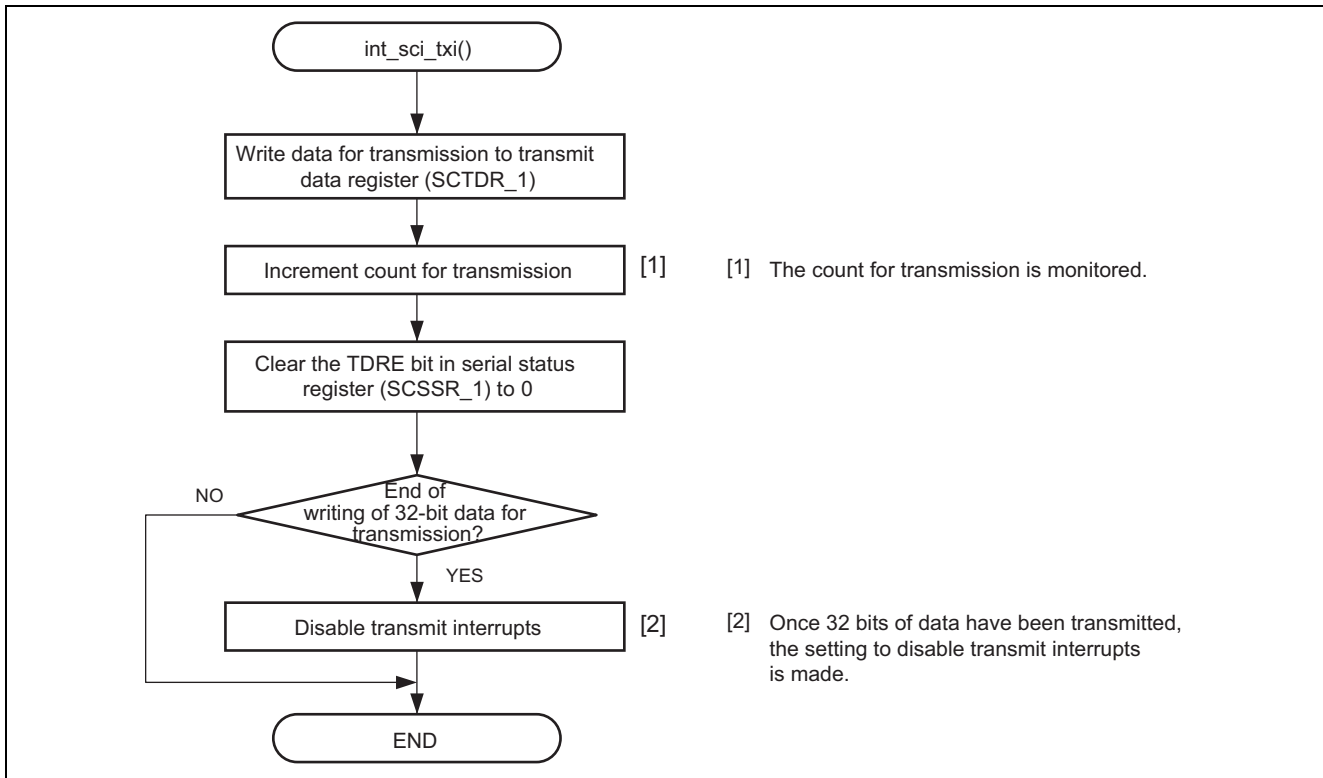 int_sci_txi()
Write data for transmission to transmit
data register (SCTDR_1)
Increment count for transmission
[1]
[1] The count for transmission is monitored.
Clear the TDRE bit in serial status
register (SCSSR_1) to 0
NO
End of
writing of 32-bit data for
transmission?
YES
Disable transmit interrupts
[2]
[2] Once 32 bits of data have been transmitted,
the setting to disable transmit interrupts
is made.
END